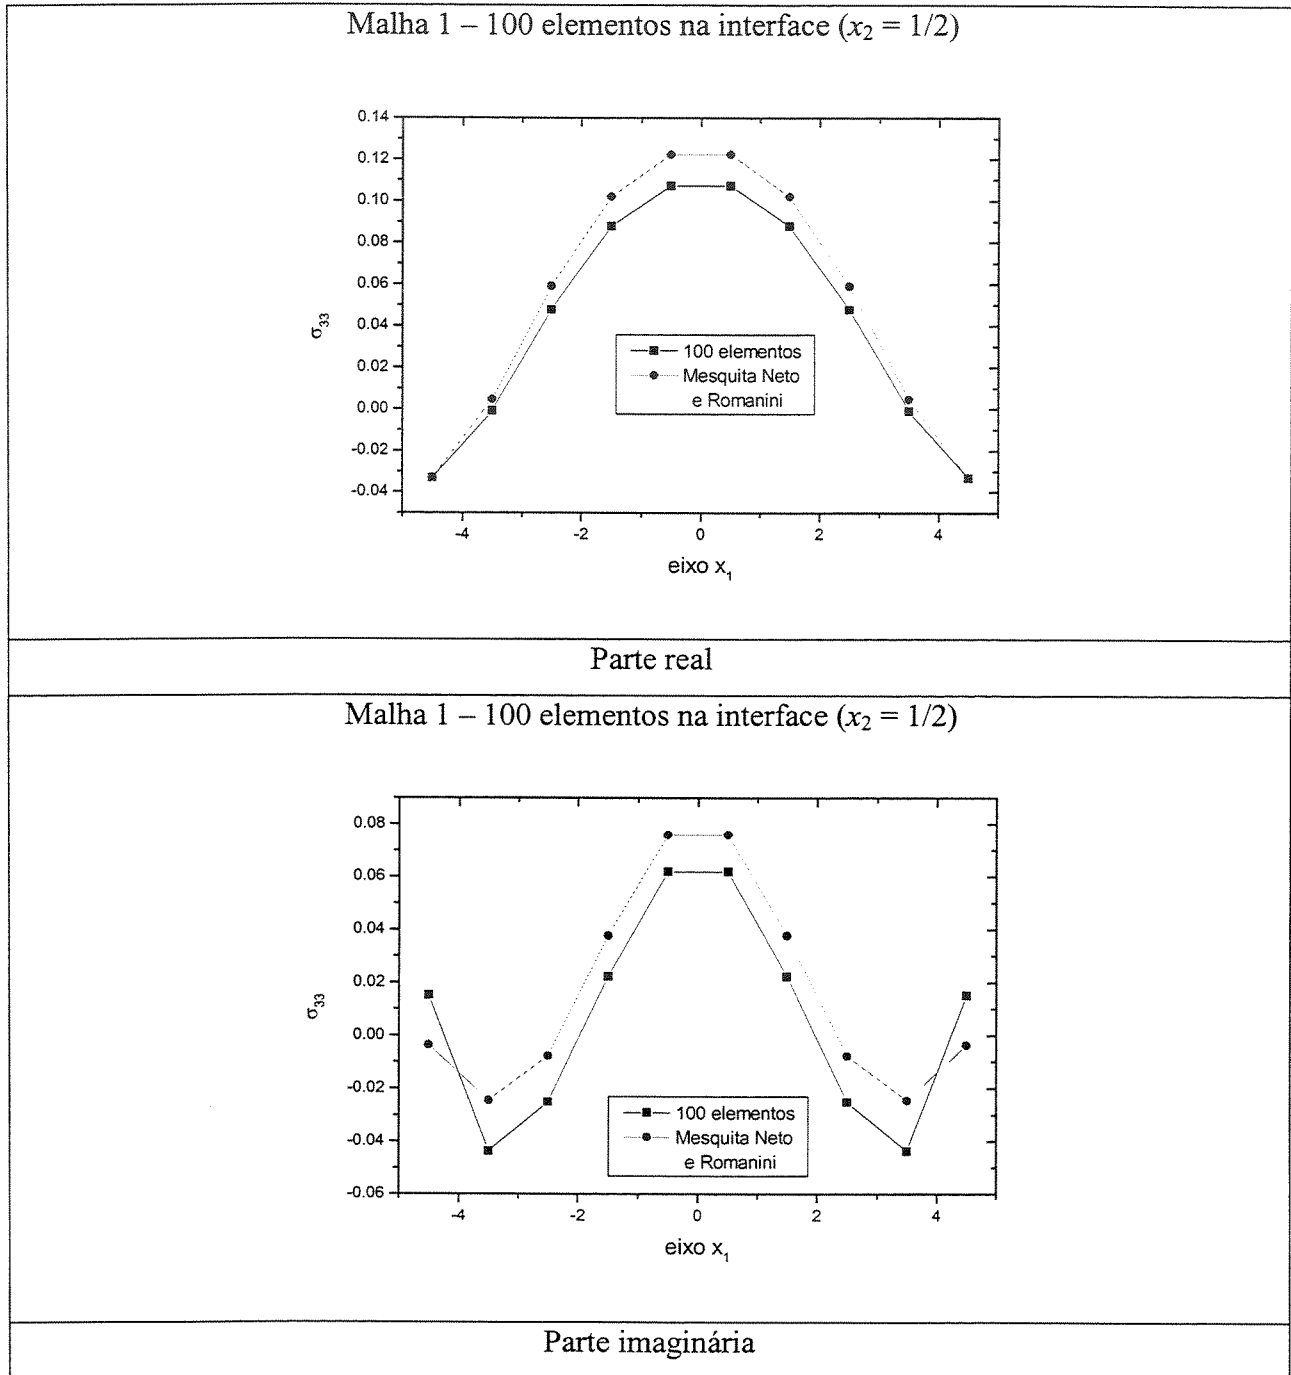 Malha 1 – 100 elementos na interface (x₂ = 1/2)
0.14
0.12
0.10
0.08
0.06
0.04
0.02
0.00
-0.02
-0.04
σ₃₃
100 elementos
Mesquita Neto
e Romanini
-4 -2 0 2 4
eixo x₁
Parte real
Malha 1 – 100 elementos na interface (x₂ = 1/2)
0.08
0.06
0.04
0.02
0.00
-0.02
-0.04
-0.06
σ₃₃
100 elementos
Mesquita Neto
e Romanini
-4 -2 0 2 4
eixo x₁
Parte imaginária